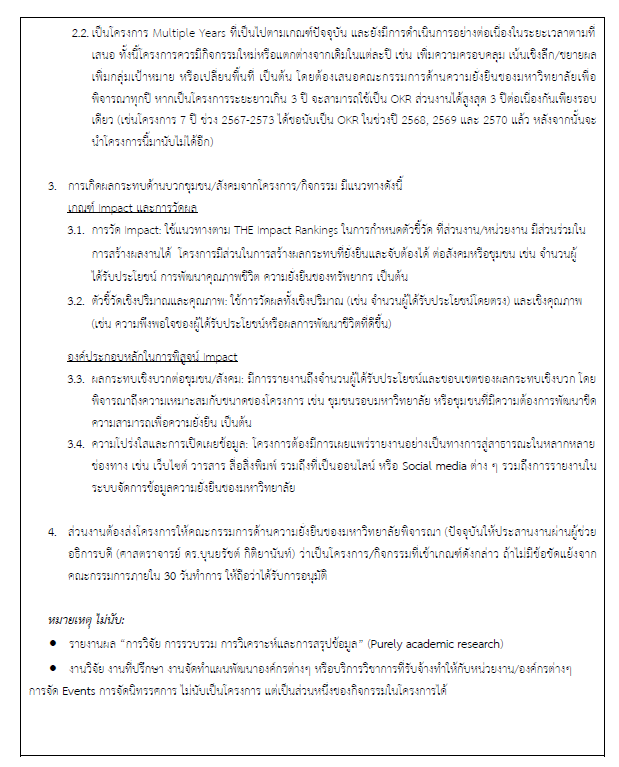 2.2. เป็นโครงการ Multiple Years ที่เป็นไปตามเกณฑ์ปัจจุบัน และยังมีการดำเนินการอย่างต่อเนื่องในระยะเวลาตามที่
เสนอ ทั้งนี้โครงการควรมีกิจกรรมใหม่หรือแตกต่างจากเดิมในแต่ละปี เช่น เพิ่มความครอบคลุม เน้นเชิงลึก/ขยายผล
เพิ่มกลุ่มเป้าหมาย หรือเปลี่ยนพื้นที่ เป็นต้น โดยต้องเสนอคณะกรรมการด้านความยั่งยืนของมหาวิทยาลัยเพื่อ
พิจารณาทุกปี หากเป็นโครงการระยะยาวเกิน 3 ปี จะสามารถใช้เป็น OKR ส่วนงานได้สูงสุด 3 ปีต่อเนื่องกันเพียงรอบ
เดียว (เช่นโครงการ 7 ปี ช่วง 2567-2573 ได้ขอนับเป็น OKR ในช่วงปี 2568, 2569 และ 2570 แล้ว หลังจากนั้นจะ
นำโครงการนี้มานับไม่ได้อีก)
3. การเกิดผลกระทบด้านบวกชุมชน/สังคมจากโครงการ/กิจกรรม มีแนวทางดังนี้
เกณฑ์ Impact และการวัดผล
3.1. การวัด Impact: ใช้แนวทางตาม THE Impact Rankings ในการกำหนดตัวชี้วัด ที่ส่วนงาน/หน่วยงาน มีส่วนร่วมใน
การสร้างผลงานได้ โครงการมีส่วนในการสร้างผลกระทบที่ยั่งยืนและจับต้องได้ ต่อสังคมหรือชุมชน เช่น จำนวนผู้
ได้รับประโยชน์ การพัฒนาคุณภาพชีวิต ความยั่งยืนของทรัพยากร เป็นต้น
3.2. ตัวชี้วัดเชิงปริมาณและคุณภาพ: ใช้การวัดผลทั้งเชิงปริมาณ (เช่น จำนวนผู้ได้รับประโยชน์โดยตรง) และเชิงคุณภาพ
(เช่น ความพึงพอใจของผู้ได้รับประโยชน์หรือผลการพัฒนาชีวิตที่ดีขึ้น)
องค์ประกอบหลักในการพิสูจน์ Impact
3.3. ผลกระทบเชิงบวกต่อชุมชน/สังคม: มีการรายงานถึงจำนวนผู้ได้รับประโยชน์และขอบเขตของผลกระทบเชิงบวก โดย
พิจารณาถึงความเหมาะสมกับขนาดของโครงการ เช่น ชุมชนรอบมหาวิทยาลัย หรือชุมชนที่มีความต้องการพัฒนาขีด
ความสามารถเพื่อความยั่งยืน เป็นต้น
3.4. ความโปร่งใสและการเปิดเผยข้อมูล: โครงการต้องมีการเผยแพร่รายงานอย่างเป็นทางการสู่สาธารณะในหลากหลาย
ช่องทาง เช่น เว็บไซต์ วารสาร สื่อสิ่งพิมพ์ รวมถึงที่เป็นออนไลน์ หรือ Social media ต่าง ๆ รวมถึงการรายงานใน
ระบบจัดการข้อมูลความยั่งยืนของมหาวิทยาลัย
4. ส่วนงานต้องส่งโครงการให้คณะกรรมการด้านความยั่งยืนของมหาวิทยาลัยพิจารณา (ปัจจุบันให้ประสานงานผ่านผู้ช่วย
อธิการบดี (ศาสตราจารย์ ดร.บุนยรัชต์ กิติยานันท์) ว่าเป็นโครงการ/กิจกรรมที่เข้าเกณฑ์ดังกล่าว ถ้าไม่มีข้อขัดแย้งจาก
คณะกรรมการภายใน 30 วันทำการ ให้ถือว่าได้รับการอนุมัติ
หมายเหตุ ไม่นับ:
● รายงานผล “การวิจัย การรวบรวม การวิเคราะห์และการสรุปข้อมูล” (Purely academic research)
● งานวิจัย งานที่ปรึกษา งานจัดทำแผนพัฒนาองค์กรต่างๆ หรือบริการวิชาการที่รับจ้างทำให้กับหน่วยงาน/องค์กรต่างๆ
การจัด Events การจัดนิทรรศการ ไม่นับเป็นโครงการ แต่เป็นส่วนหนึ่งของกิจกรรมในโครงการได้